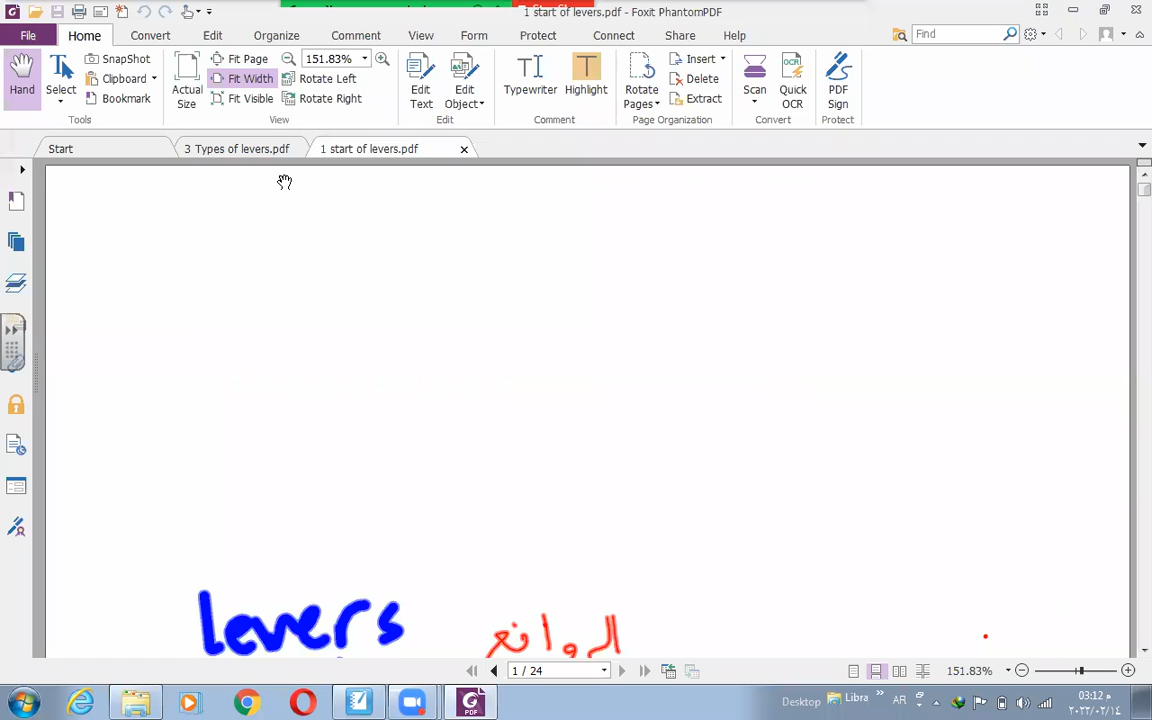 1 start of levers.pdf - Foxit PhantomPDF
File Home Convert Edit Organize Comment View Form Protect Connect Share Help Find
Hand
Select
SnapShot
Clipboard
Bookmark
Tools
Actual Size
Fit Page
Fit Width
Fit Visible
151.83%
Rotate Left
Rotate Right
View
Edit Text
Edit Object
Edit
Typewriter
Highlight
Comment
Rotate Pages
Insert
Delete
Extract
Page Organization
Scan
Quick OCR
Convert
PDF Sign
Protect
Start 3 Types of levers.pdf 1 start of levers.pdf
levers الروافع
1 / 24 151.83%
Desktop Libra AR 03:12 م
٢٠٢٢/٠٢/١٤